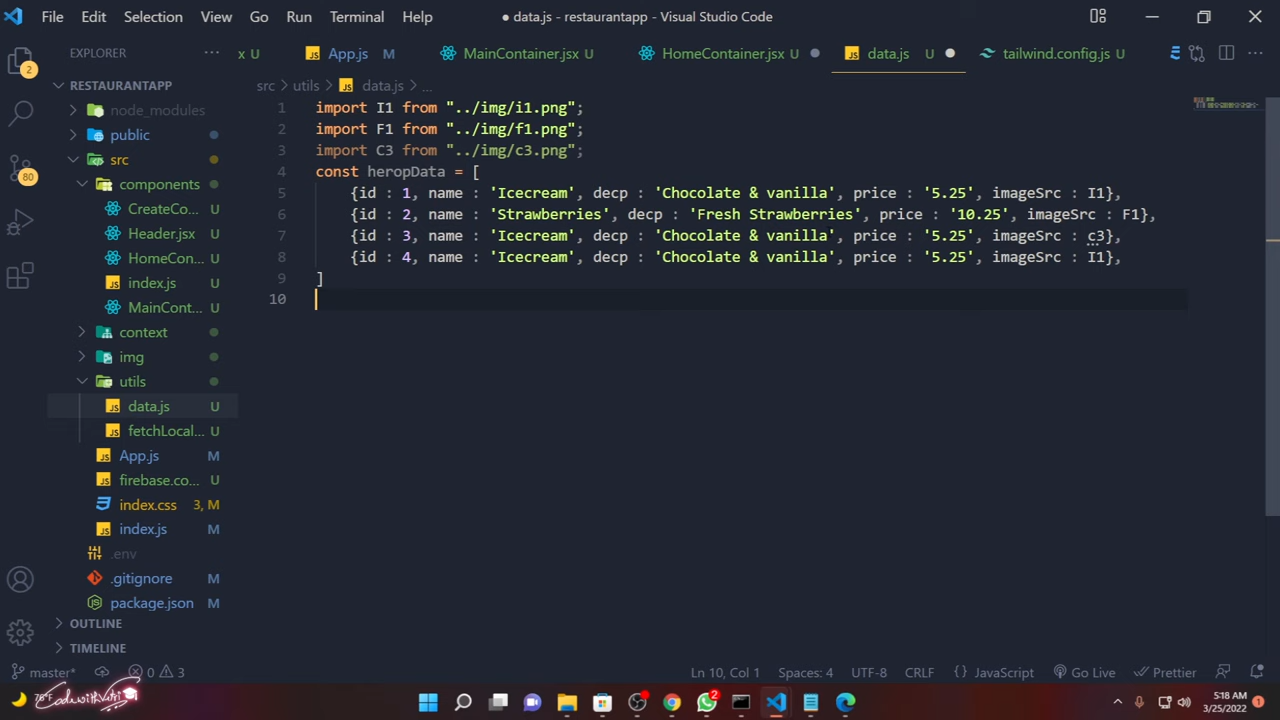 File Edit Selection View Go Run Terminal Help
● data.js - restaurantapp - Visual Studio Code
EXPLORER ···
x U
App.js M
MainContainer.jsx U
HomeContainer.jsx U
data.js U
tailwind.config.js U
RESTAURANTAPP
node_modules
public
src
components
CreateCo... U
Header.jsx U
HomeCon... U
index.js U
MainCont... U
context
img
utils
data.js U
fetchLocal... U
App.js M
firebase.co... U
index.css 3, M
index.js M
.env
.gitignore M
package.json M
OUTLINE
TIMELINE
2
80
src > utils > data.js > ...
1 import I1 from "../img/i1.png";
2 import F1 from "../img/f1.png";
3 import C3 from "../img/c3.png";
4 const heropData = [
5 {id : 1, name : 'Icecream', decp : 'Chocolate & vanilla', price : '5.25', imageSrc : I1},
6 {id : 2, name : 'Strawberries', decp : 'Fresh Strawberries', price : '10.25', imageSrc : F1},
7 {id : 3, name : 'Icecream', decp : 'Chocolate & vanilla', price : '5.25', imageSrc : c3},
8 {id : 4, name : 'Icecream', decp : 'Chocolate & vanilla', price : '5.25', imageSrc : I1},
9 ]
10
master* 0 3
Ln 10, Col 1 Spaces: 4 UTF-8 CRLF {} JavaScript Go Live Prettier
76°F
2
5:18 AM
3/25/2022
1